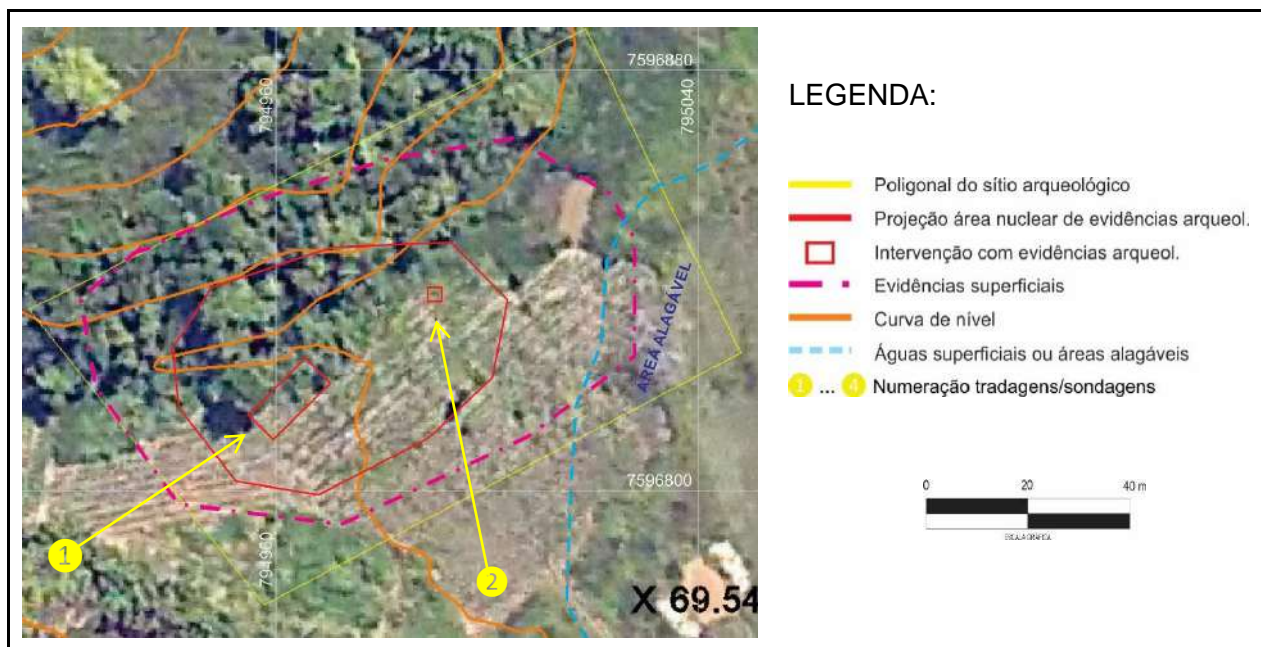 7596880
794960
795040
ÁREA ALAGÁVEL
7596800
794960
1
2
X 69.54
LEGENDA:
Poligonal do sítio arqueológico
Projeção área nuclear de evidências arqueol.
Intervenção com evidências arqueol.
Evidências superficiais
Curva de nível
Águas superficiais ou áreas alagáveis
1 ... 4 Numeração tradagens/sondagens
0 20 40 m
ESCALA GRÁFICA